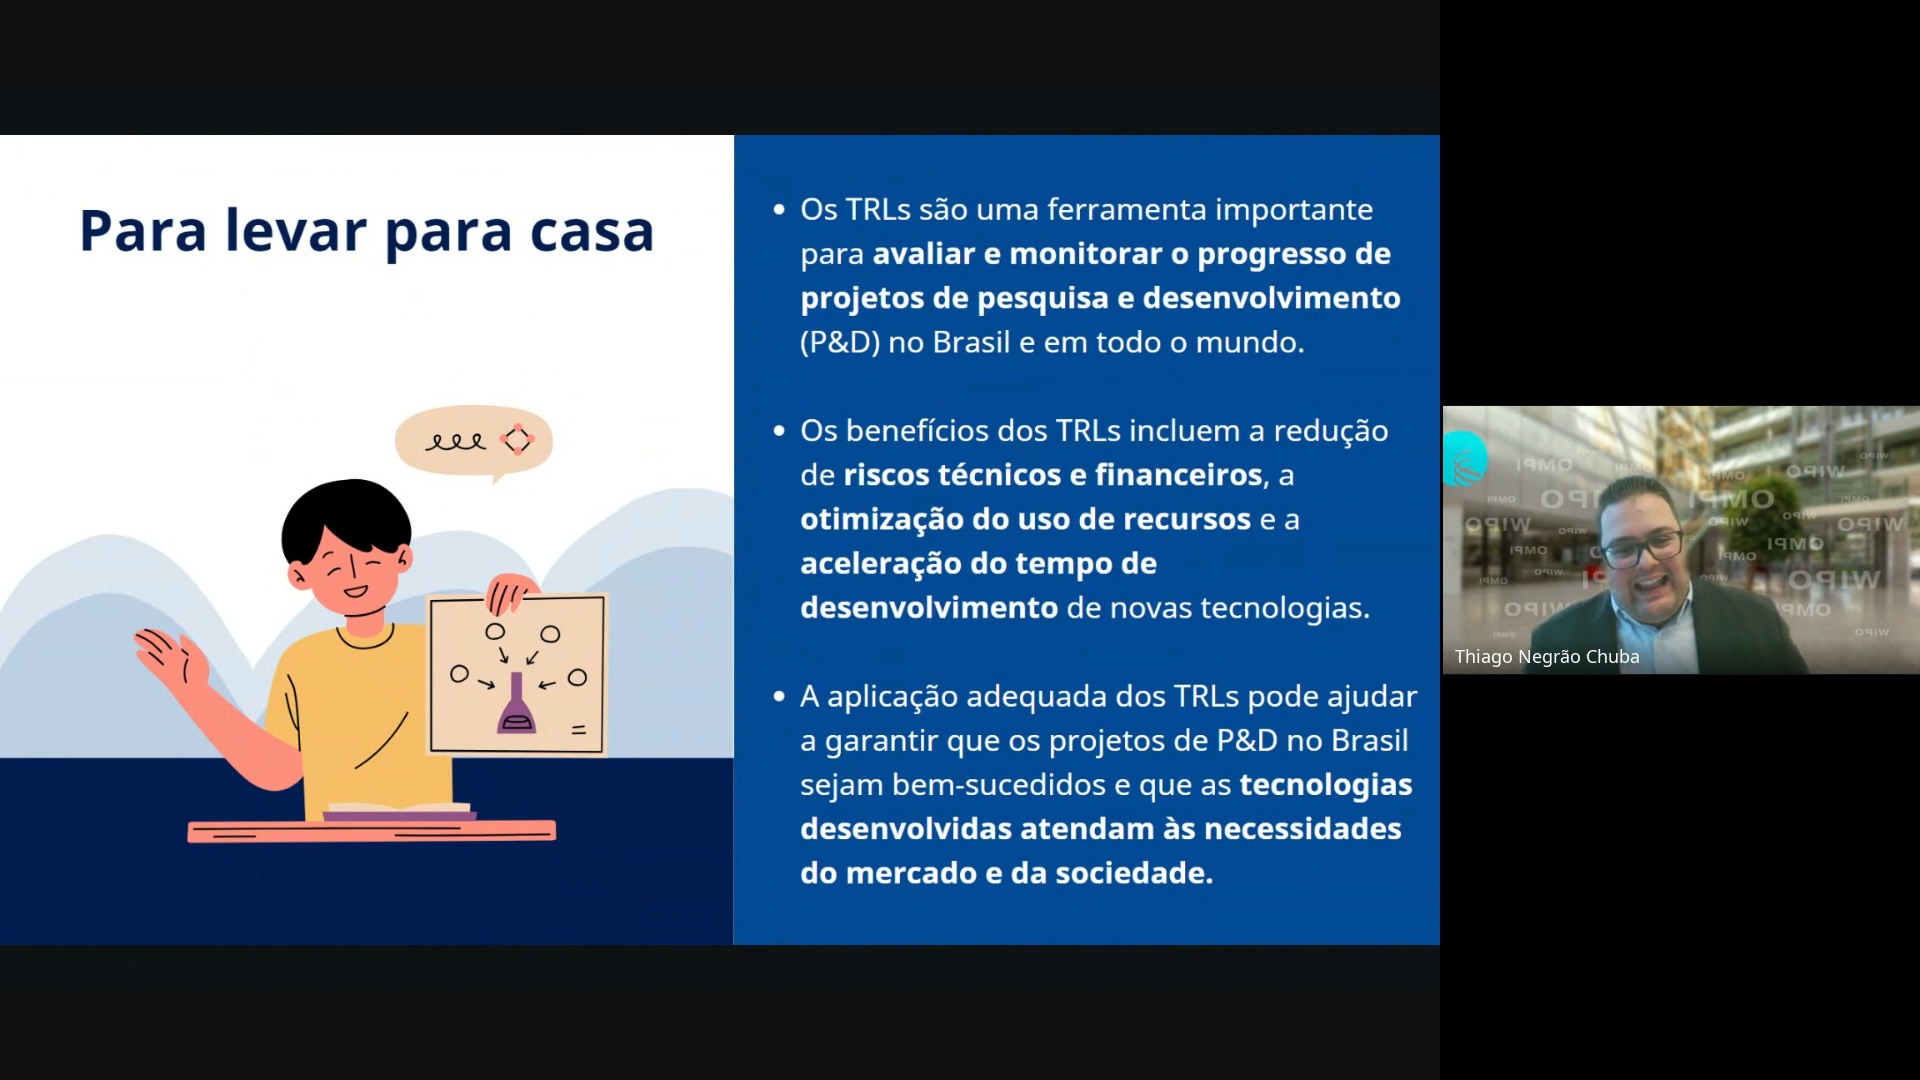 Para levar para casa
• Os TRLs são uma ferramenta importante
para avaliar e monitorar o progresso de
projetos de pesquisa e desenvolvimento
(P&D) no Brasil e em todo o mundo.
• Os benefícios dos TRLs incluem a redução
de riscos técnicos e financeiros, a
otimização do uso de recursos e a
aceleração do tempo de
desenvolvimento de novas tecnologias.
• A aplicação adequada dos TRLs pode ajudar
a garantir que os projetos de P&D no Brasil
sejam bem-sucedidos e que as tecnologias
desenvolvidas atendam às necessidades
do mercado e da sociedade.
WIPO
OMPI
Thiago Negrão Chuba